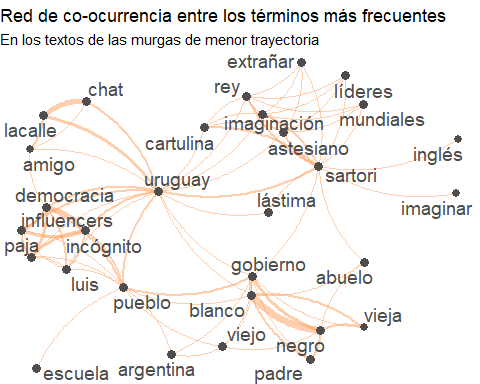 Red de co-ocurrencia entre los términos más frecuentes
En los textos de las murgas de menor trayectoria
extrañar
chat
rey
líderes
lacalle
imaginación
mundiales
cartulina
amigo
astesiano
inglés
uruguay
sartori
democracia
lástima
imaginar
influencers
paja
incógnito
gobierno
luis
abuelo
pueblo
blanco
vieja
viejo
negro
escuela
argentina
padre